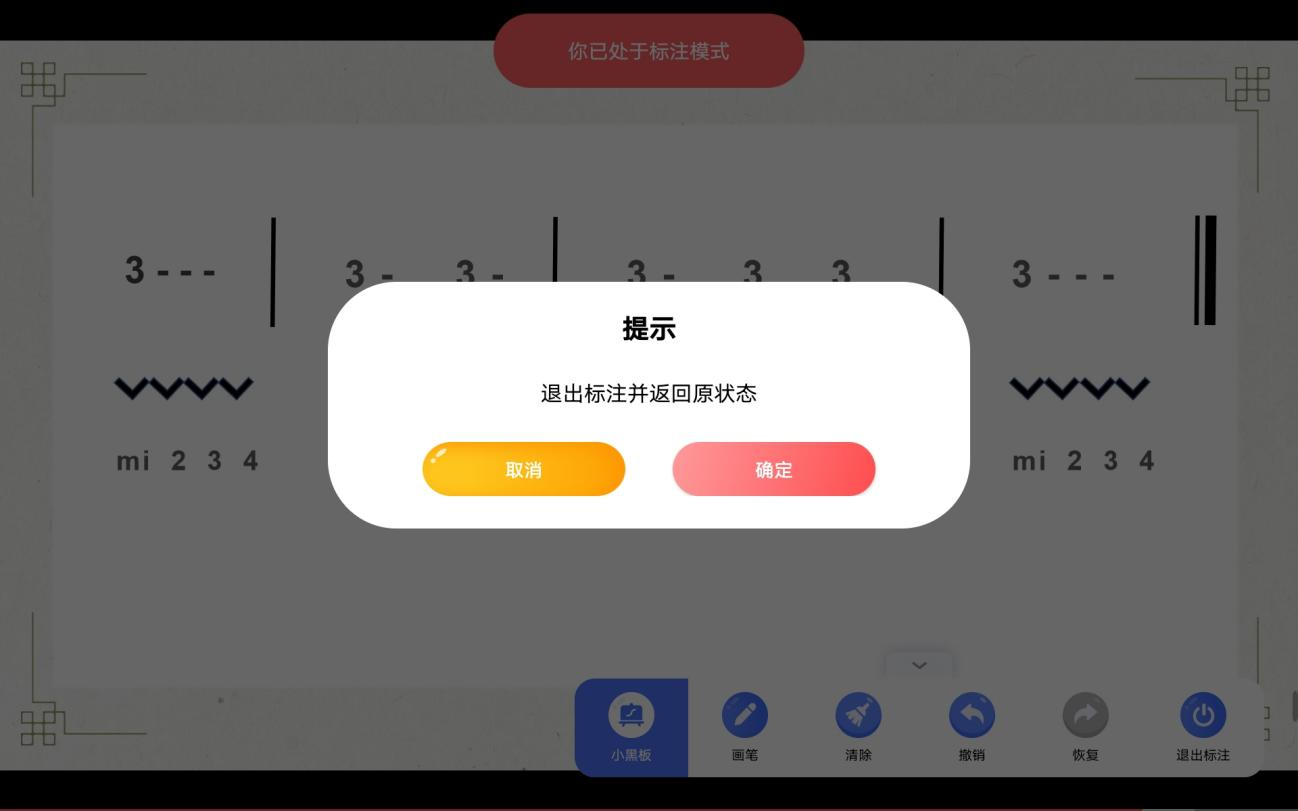 你已处于标注模式
3 - - - 3 - 3 - 3 - 3 3 3 - - -
提示
退出标注并返回原状态
取消 确定
mi 2 3 4 mi 2 3 4
小黑板 画笔 清除 撤销 恢复 退出标注